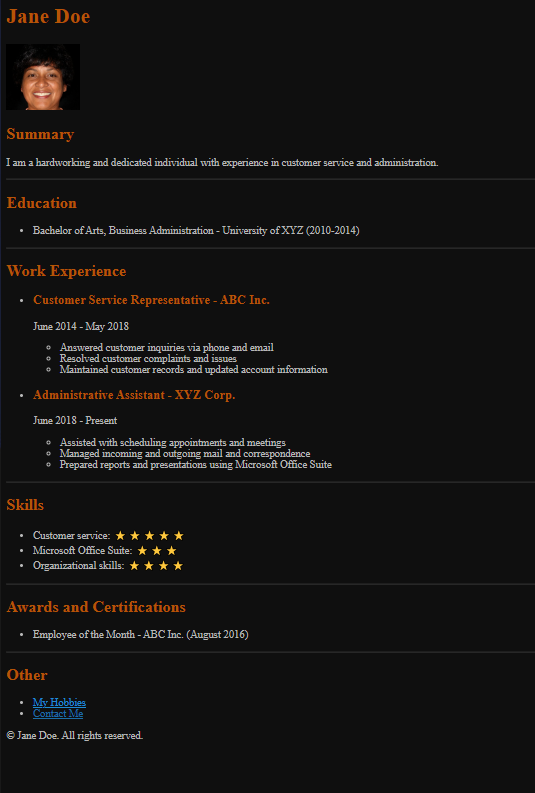 Jane Doe
Summary
I am a hardworking and dedicated individual with experience in customer service and administration.
Education
Bachelor of Arts, Business Administration - University of XYZ (2010-2014)
Work Experience
Customer Service Representative - ABC Inc.
June 2014 - May 2018
Answered customer inquiries via phone and email
Resolved customer complaints and issues
Maintained customer records and updated account information
Administrative Assistant - XYZ Corp.
June 2018 - Present
Assisted with scheduling appointments and meetings
Managed incoming and outgoing mail and correspondence
Prepared reports and presentations using Microsoft Office Suite
Skills
Customer service: ★ ★ ★ ★ ★
Microsoft Office Suite: ★ ★ ★
Organizational skills: ★ ★ ★ ★
Awards and Certifications
Employee of the Month - ABC Inc. (August 2016)
Other
My Hobbies
Contact Me
© Jane Doe. All rights reserved.